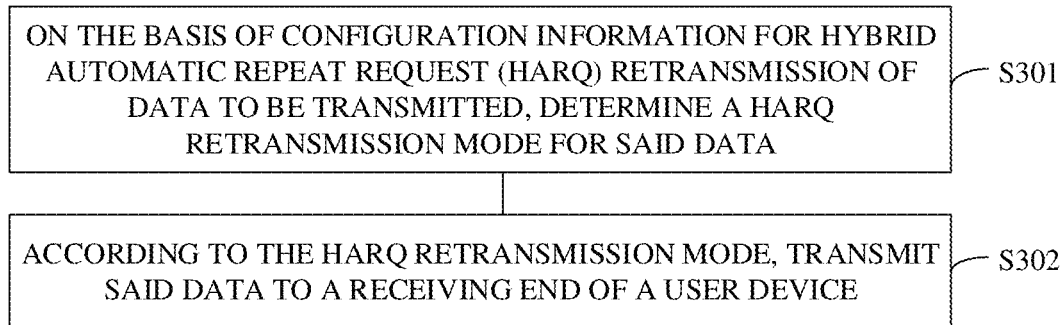 ON THE BASIS OF CONFIGURATION INFORMATION FOR HYBRID
AUTOMATIC REPEAT REQUEST (HARQ) RETRANSMISSION OF
DATA TO BE TRANSMITTED, DETERMINE A HARQ
RETRANSMISSION MODE FOR SAID DATA
S301
ACCORDING TO THE HARQ RETRANSMISSION MODE, TRANSMIT
SAID DATA TO A RECEIVING END OF A USER DEVICE
S302